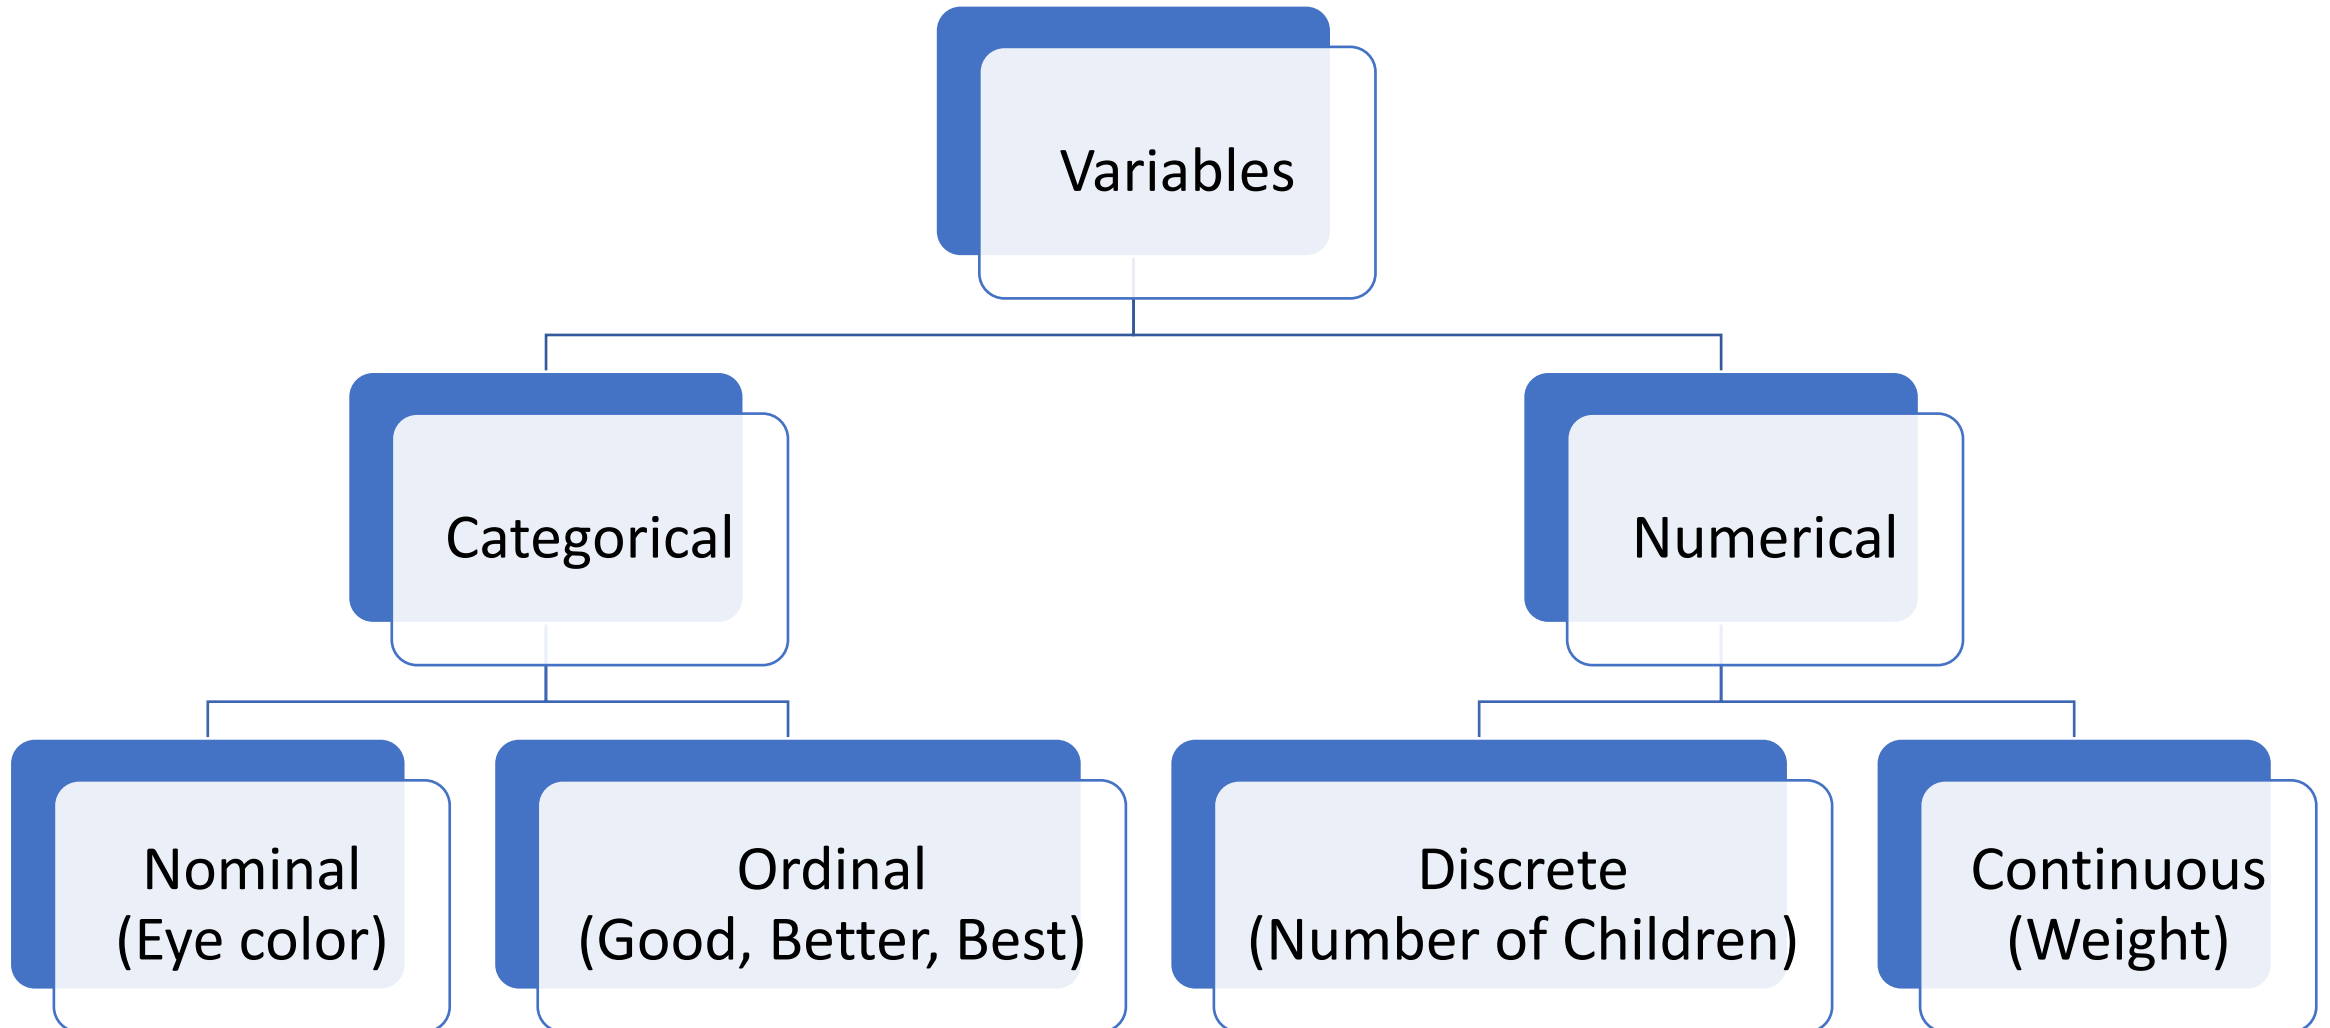 Variables
Categorical
Numerical
Nominal
(Eye color)
Ordinal
(Good, Better, Best)
Discrete
(Number of Children)
Continuous
(Weight)